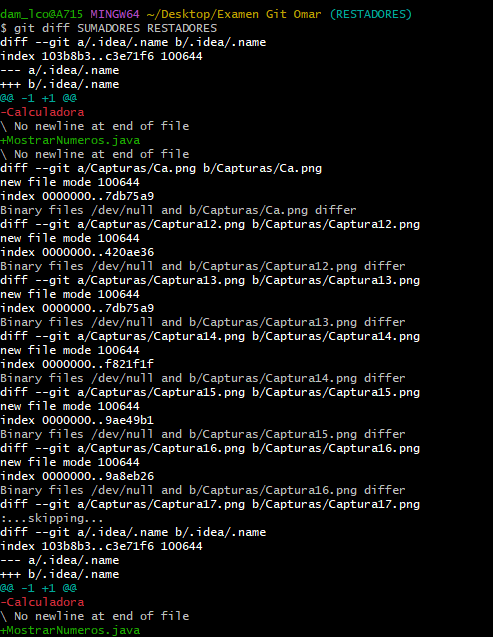 dam_lco@A715 MINGW64 ~/Desktop/Examen Git Omar (RESTADORES)
$ git diff SUMADORES RESTADORES
diff --git a/.idea/.name b/.idea/.name
index 103b8b3..c3e71f6 100644
--- a/.idea/.name
+++ b/.idea/.name
@@ -1 +1 @@
-Calculadora
\ No newline at end of file
+MostrarNumeros.java
\ No newline at end of file
diff --git a/Capturas/Ca.png b/Capturas/Ca.png
new file mode 100644
index 0000000..7db75a9
Binary files /dev/null and b/Capturas/Ca.png differ
diff --git a/Capturas/Captura12.png b/Capturas/Captura12.png
new file mode 100644
index 0000000..420ae36
Binary files /dev/null and b/Capturas/Captura12.png differ
diff --git a/Capturas/Captura13.png b/Capturas/Captura13.png
new file mode 100644
index 0000000..7db75a9
Binary files /dev/null and b/Capturas/Captura13.png differ
diff --git a/Capturas/Captura14.png b/Capturas/Captura14.png
new file mode 100644
index 0000000..f821f1f
Binary files /dev/null and b/Capturas/Captura14.png differ
diff --git a/Capturas/Captura15.png b/Capturas/Captura15.png
new file mode 100644
index 0000000..9ae49b1
Binary files /dev/null and b/Capturas/Captura15.png differ
diff --git a/Capturas/Captura16.png b/Capturas/Captura16.png
new file mode 100644
index 0000000..9a8eb26
Binary files /dev/null and b/Capturas/Captura16.png differ
diff --git a/Capturas/Captura17.png b/Capturas/Captura17.png
:...skipping...
diff --git a/.idea/.name b/.idea/.name
index 103b8b3..c3e71f6 100644
--- a/.idea/.name
+++ b/.idea/.name
@@ -1 +1 @@
-Calculadora
\ No newline at end of file
+MostrarNumeros.java